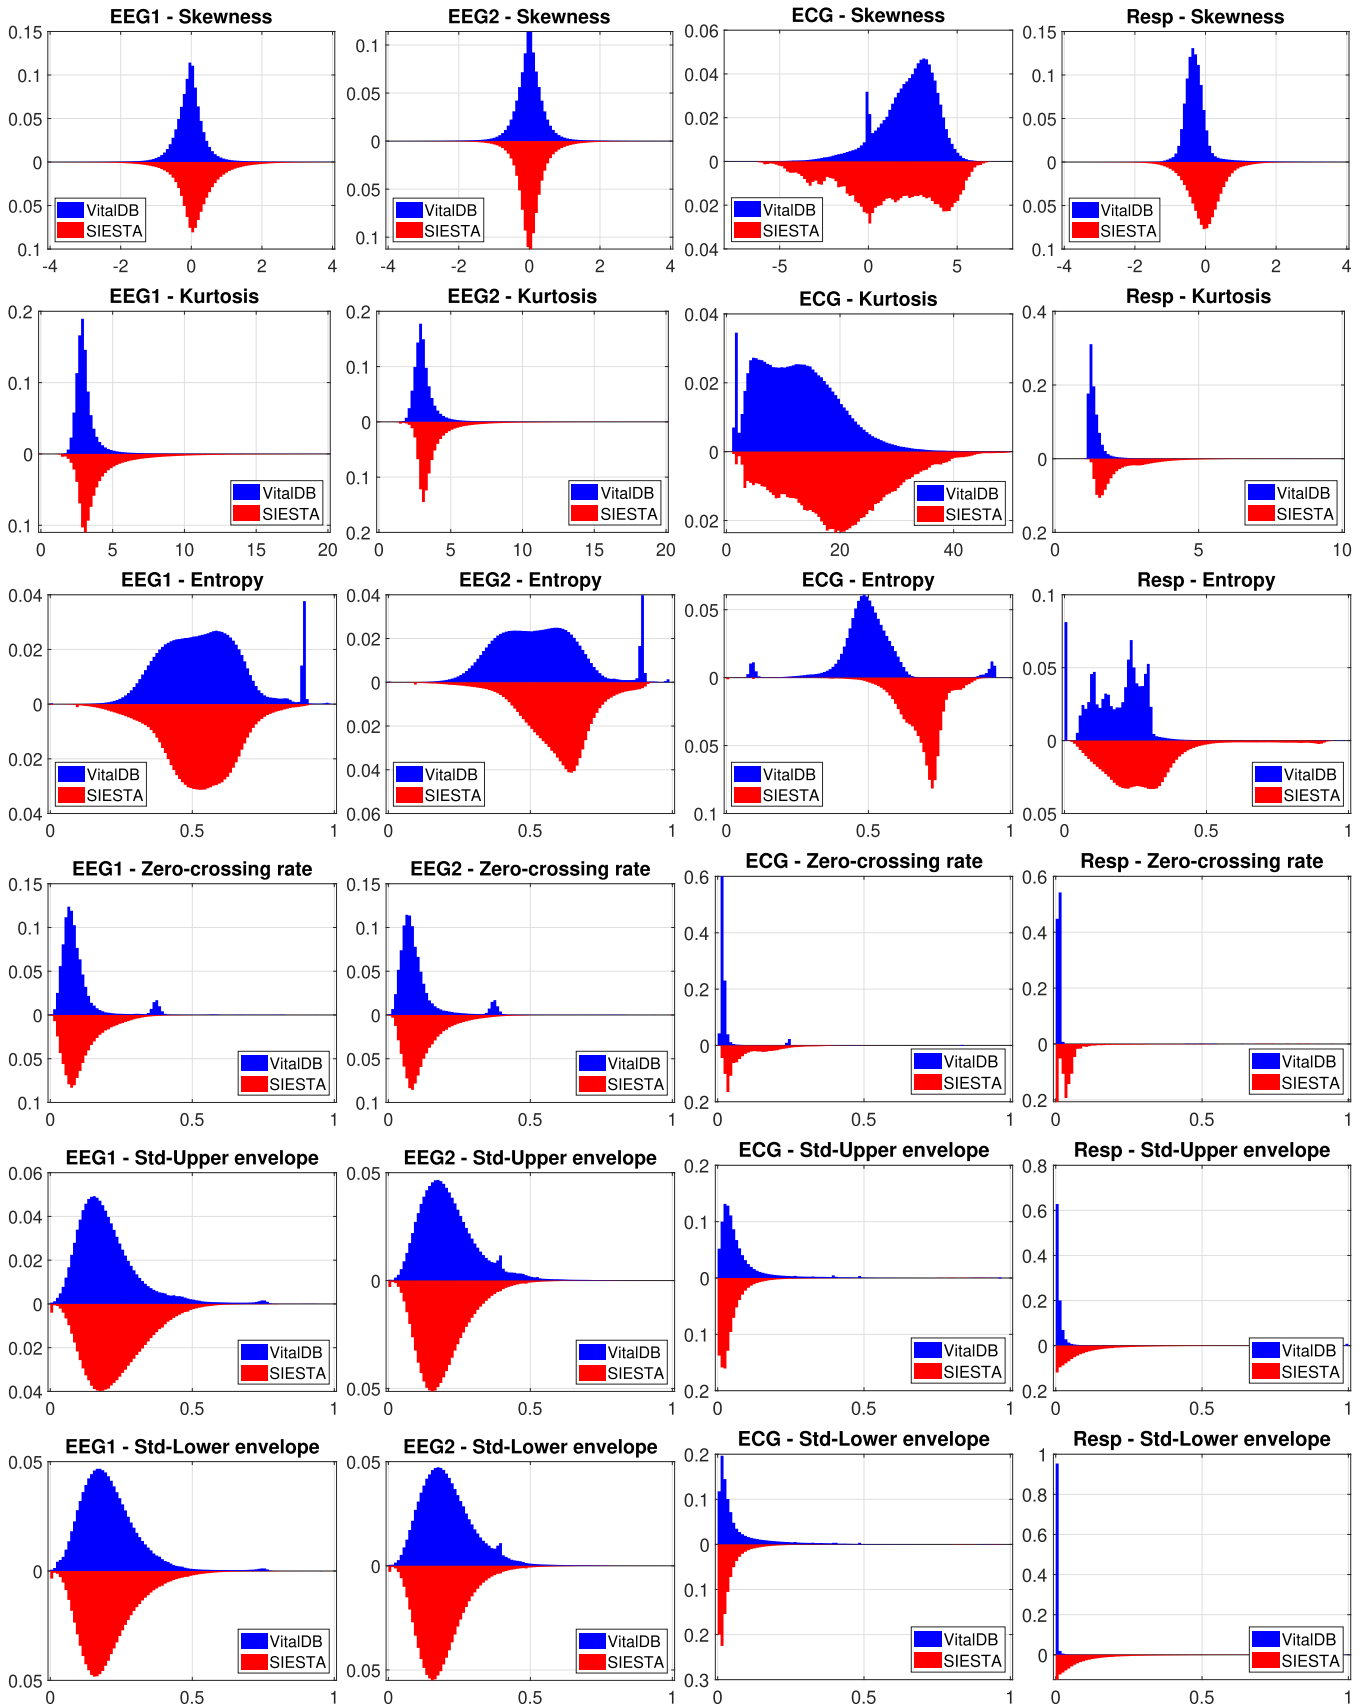 EEG1 - Skewness
0.15
0.1
0.05
0
0.05
0.1
VitalDB
SIESTA
-4 -2 0 2 4
EEG2 - Skewness
0.1
0.05
0
0.05
0.1
VitalDB
SIESTA
-4 -2 0 2 4
ECG - Skewness
0.06
0.04
0.02
0
0.02
0.04
VitalDB
SIESTA
-5 0 5
Resp - Skewness
0.15
0.1
0.05
0
0.05
0.1
VitalDB
SIESTA
-4 -2 0 2 4
EEG1 - Kurtosis
0.2
0.1
0
0.1
VitalDB
SIESTA
0 5 10 15 20
EEG2 - Kurtosis
0.2
0.1
0
0.1
0.2
VitalDB
SIESTA
0 5 10 15 20
ECG - Kurtosis
0.04
0.02
0
0.02
VitalDB
SIESTA
0 20 40
Resp - Kurtosis
0.4
0.2
0
0.2
VitalDB
SIESTA
0 5 10
EEG1 - Entropy
0.04
0.02
0
0.02
0.04
VitalDB
SIESTA
0 0.5 1
EEG2 - Entropy
0.04
0.02
0
0.02
0.04
0.06
VitalDB
SIESTA
0 0.5 1
ECG - Entropy
0.05
0
0.05
0.1
VitalDB
SIESTA
0 0.5 1
Resp - Entropy
0.1
0.05
0
0.05
VitalDB
SIESTA
0 0.5 1
EEG1 - Zero-crossing rate
0.15
0.1
0.05
0
0.05
0.1
VitalDB
SIESTA
0 0.5 1
EEG2 - Zero-crossing rate
0.15
0.1
0.05
0
0.05
0.1
VitalDB
SIESTA
0 0.5 1
ECG - Zero-crossing rate
0.6
0.4
0.2
0
0.2
VitalDB
SIESTA
0 0.5 1
Resp - Zero-crossing rate
0.6
0.4
0.2
0
0.2
VitalDB
SIESTA
0 0.5 1
EEG1 - Std-Upper envelope
0.06
0.04
0.02
0
0.02
0.04
VitalDB
SIESTA
0 0.5 1
EEG2 - Std-Upper envelope
0.05
0
0.05
VitalDB
SIESTA
0 0.5 1
ECG - Std-Upper envelope
0.2
0.1
0
0.1
0.2
VitalDB
SIESTA
0 0.5 1
Resp - Std-Upper envelope
0.8
0.6
0.4
0.2
0
0.2
VitalDB
SIESTA
0 0.5 1
EEG1 - Std-Lower envelope
0.05
0
0.05
VitalDB
SIESTA
0 0.5 1
EEG2 - Std-Lower envelope
0.05
0
0.05
VitalDB
SIESTA
0 0.5 1
ECG - Std-Lower envelope
0.2
0.1
0
0.1
0.2
0.3
VitalDB
SIESTA
0 0.5 1
Resp - Std-Lower envelope
1
0.8
0.6
0.4
0.2
0
VitalDB
SIESTA
0 0.5 1